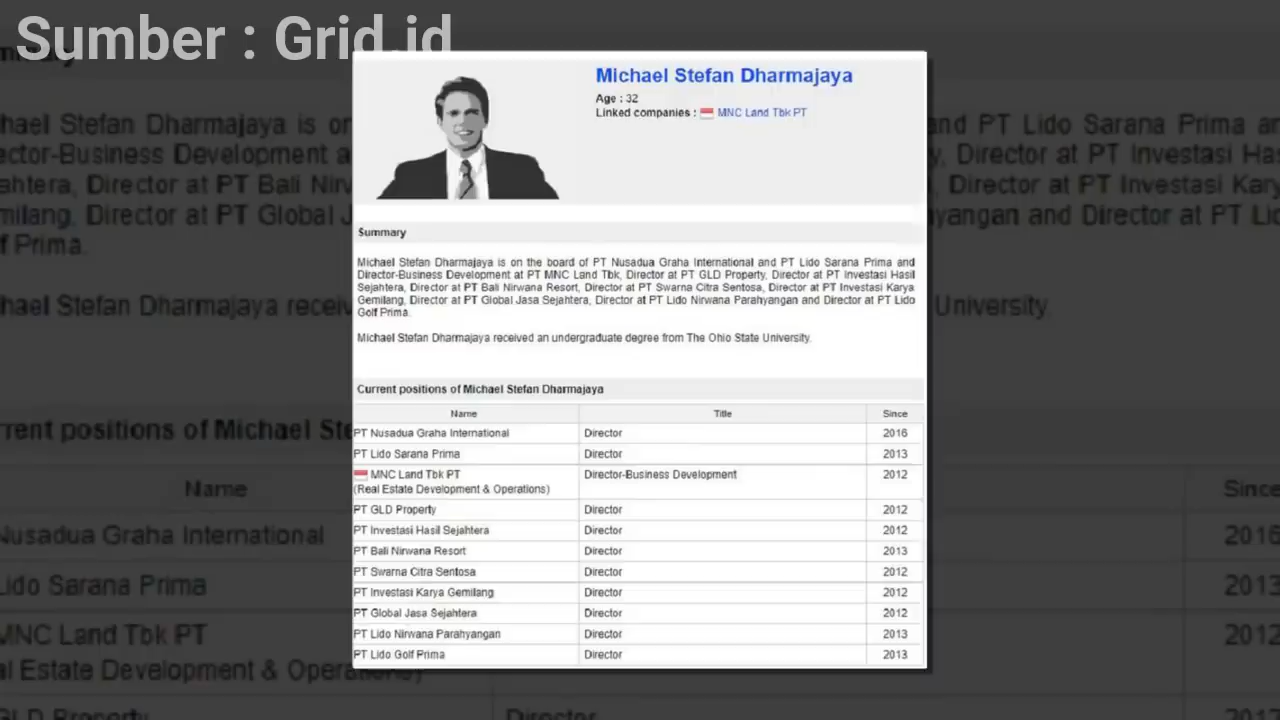 Sumber : Grid.id
Michael Stefan Dharmajaya
Age : 32
Linked companies : MNC Land Tbk PT
Summary
Michael Stefan Dharmajaya is on the board of PT Nusadua Graha International and PT Lido Sarana Prima and
Director-Business Development at PT MNC Land Tbk, Director at PT GLD Property, Director at PT Investasi Hasil
Sejahtera, Director at PT Bali Nirwana Resort, Director at PT Swarna Citra Sentosa, Director at PT Investasi Karya
Gemilang, Director at PT Global Jasa Sejahtera, Director at PT Lido Nirwana Parahyangan and Director at PT Lido
Golf Prima.
Michael Stefan Dharmajaya received an undergraduate degree from The Ohio State University.
Current positions of Michael Stefan Dharmajaya
Name Title Since
PT Nusadua Graha International Director 2016
PT Lido Sarana Prima Director 2013
MNC Land Tbk PT Director-Business Development 2012
(Real Estate Development & Operations)
PT GLD Property Director 2012
PT Investasi Hasil Sejahtera Director 2012
PT Bali Nirwana Resort Director 2013
PT Swarna Citra Sentosa Director 2012
PT Investasi Karya Gemilang Director 2012
PT Global Jasa Sejahtera Director 2012
PT Lido Nirwana Parahyangan Director 2013
PT Lido Golf Prima Director 2013